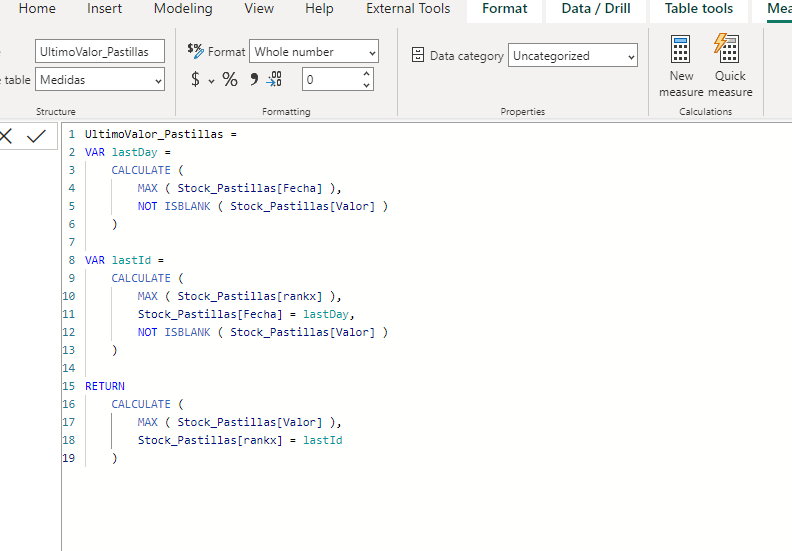 Home Insert Modeling View Help External Tools Format Data / Drill Table tools Mea
UltimoValor_Pastillas
$% Format Whole number
Data category Uncategorized
table Medidas
$ % 9 .00 0
New measure
Quick measure
Structure Formatting Properties Calculations
1 UltimoValor_Pastillas =
2 VAR lastDay =
3 CALCULATE (
4 MAX ( Stock_Pastillas[Fecha] ),
5 NOT ISBLANK ( Stock_Pastillas[Valor] )
6 )
7
8 VAR lastId =
9 CALCULATE (
10 MAX ( Stock_Pastillas[rankx] ),
11 Stock_Pastillas[Fecha] = lastDay,
12 NOT ISBLANK ( Stock_Pastillas[Valor] )
13 )
14
15 RETURN
16 CALCULATE (
17 MAX ( Stock_Pastillas[Valor] ),
18 Stock_Pastillas[rankx] = lastId
19 )